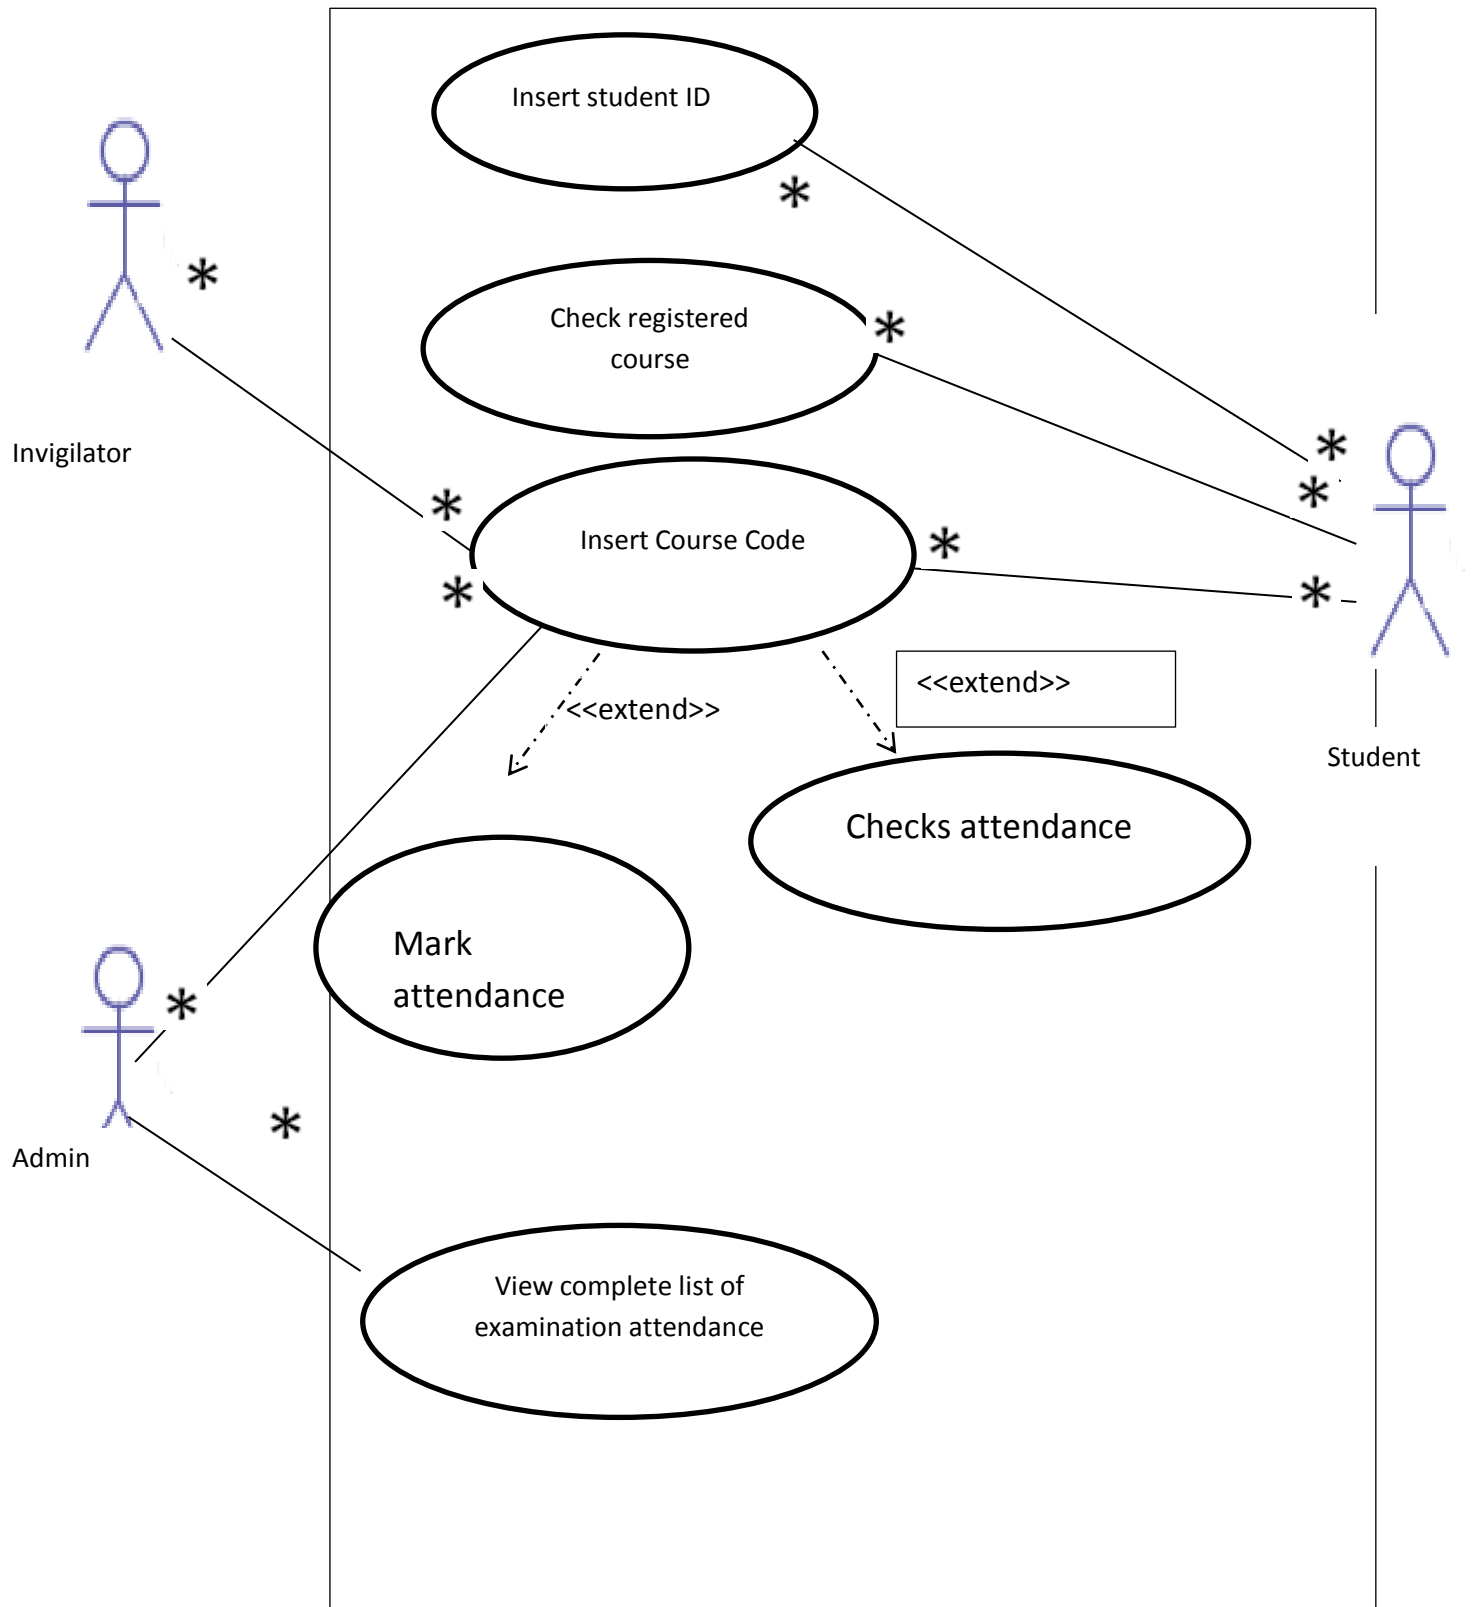 Insert student ID
*
*
Check registered
course
*
Invigilator
*
*
*
Insert Course Code
*
*
*
<<extend>>
<<extend>>
Student
Checks attendance
Mark
attendance
*
*
Admin
View complete list of
examination attendance